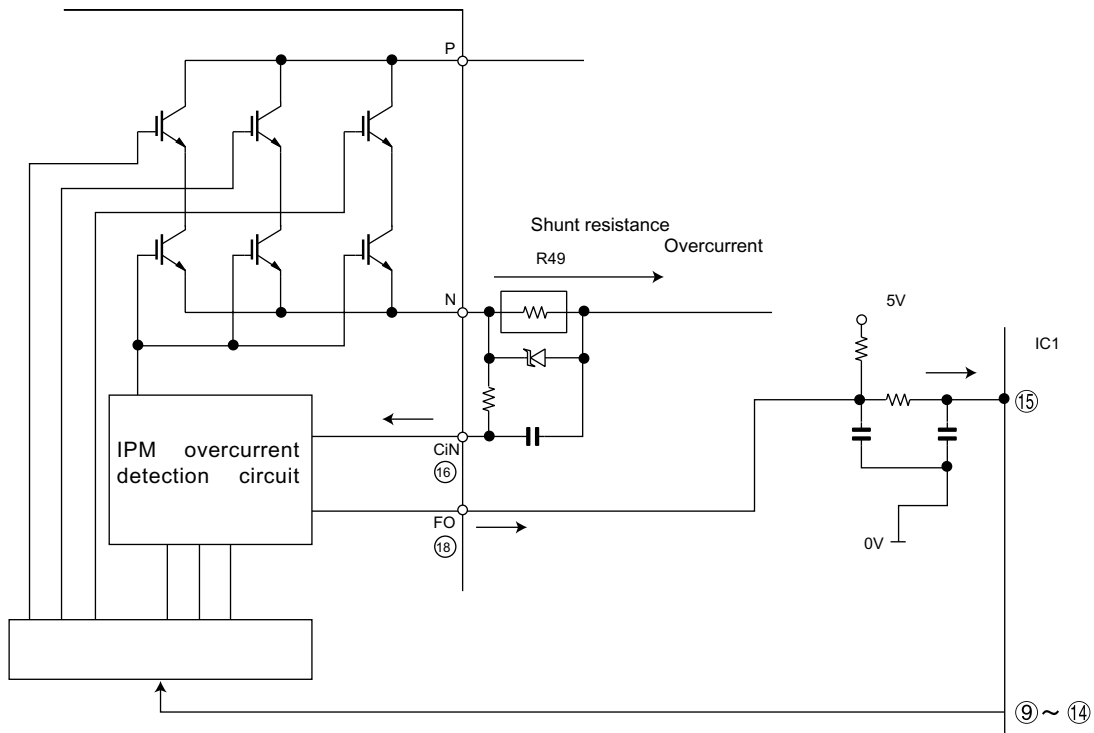 P
Shunt resistance
Overcurrent
R49
N
5V
IC1
⑮
IPM overcurrent
detection circuit
CiN
⑯
FO
⑱
0V
⑨～⑭